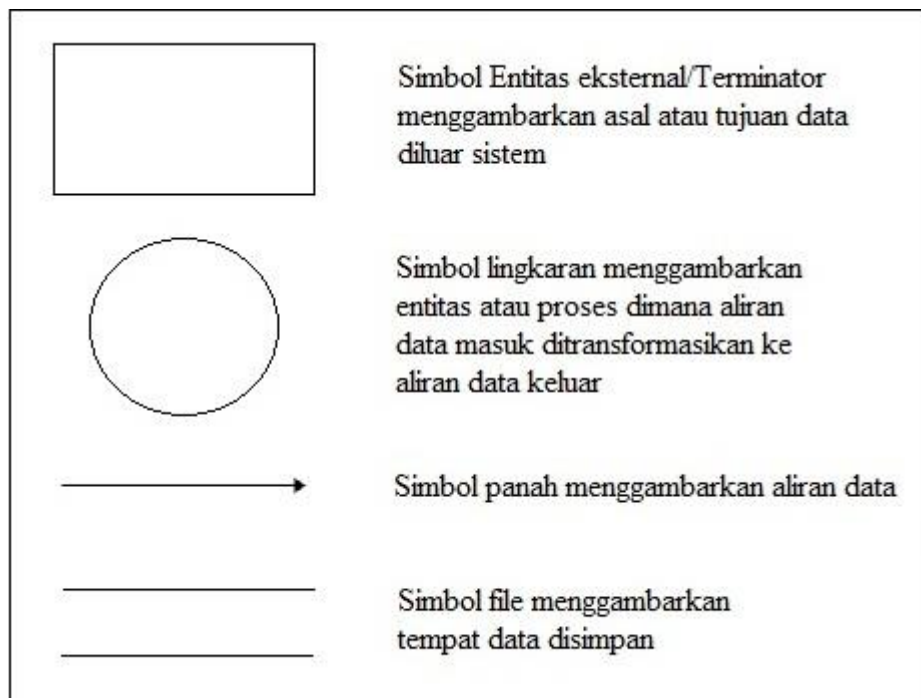 Simbol Entitas eksternal/Terminator
menggambarkan asal atau tujuan data
diluar sistem
Simbol lingkaran menggambarkan
entitas atau proses dimana aliran
data masuk ditransformasikan ke
aliran data keluar
Simbol panah menggambarkan aliran data
Simbol file menggambarkan
tempat data disimpan